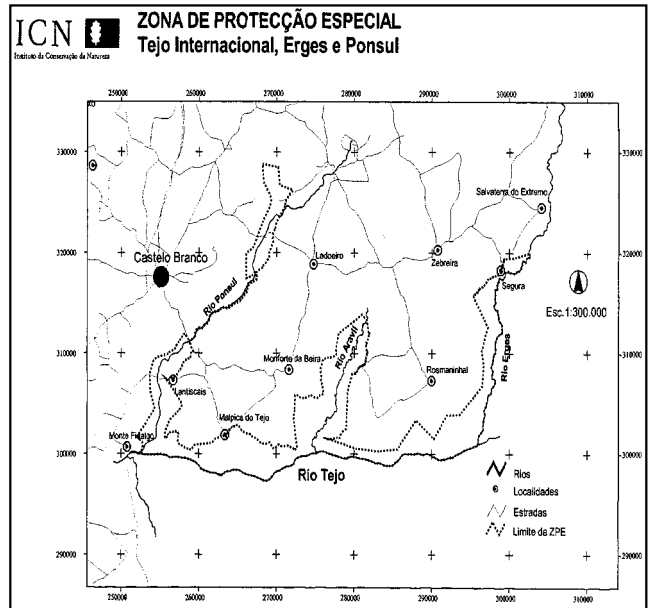 ICN
Instituto da Conservação da Natureza
ZONA DE PROTECÇÃO ESPECIAL
Tejo Internacional, Erges e Ponsul
250000 260000 270000 280000 290000 300000 310000
330000 330000
Salvaterra do Extremo
320000 320000
Castelo Branco
Ladoeiro
Zebreira
Segura
Rio Ponsul
Esc.1:300.000
310000 310000
Rio Aravil
Rio Erges
Monforte da Beira
Rosmaninhal
Lentiscais
Malpica do Tejo
Monte Fidalgo
300000 300000
Rio Tejo
Rios
Localidades
Estradas
Limite da ZPE
290000 290000
250000 260000 270000 280000 290000 300000 310000